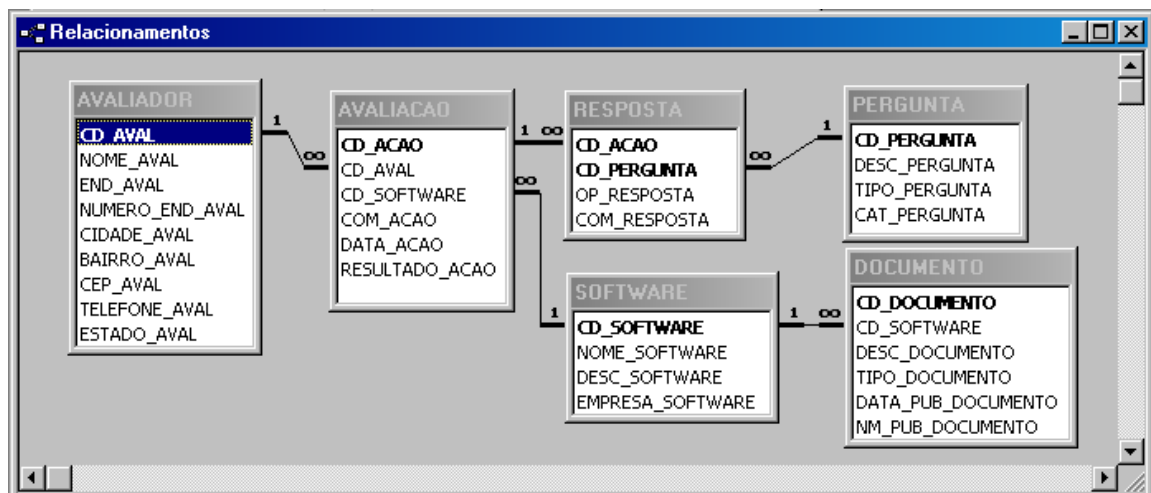 Relacionamentos
AVALIADOR
CD_AVAL
NOME_AVAL
END_AVAL
NUMERO_END_AVAL
CIDADE_AVAL
BAIRRO_AVAL
CEP_AVAL
TELEFONE_AVAL
ESTADO_AVAL
1
∞
AVALIACAO
CD_ACAO
CD_AVAL
CD_SOFTWARE
COM_ACAO
DATA_ACAO
RESULTADO_ACAO
1 ∞
∞
1
RESPOSTA
CD_ACAO
CD_PERGUNTA
OP_RESPOSTA
COM_RESPOSTA
∞
1
PERGUNTA
CD_PERGUNTA
DESC_PERGUNTA
TIPO_PERGUNTA
CAT_PERGUNTA
SOFTWARE
CD_SOFTWARE
NOME_SOFTWARE
DESC_SOFTWARE
EMPRESA_SOFTWARE
1 ∞
DOCUMENTO
CD_DOCUMENTO
CD_SOFTWARE
DESC_DOCUMENTO
TIPO_DOCUMENTO
DATA_PUB_DOCUMENTO
NM_PUB_DOCUMENTO